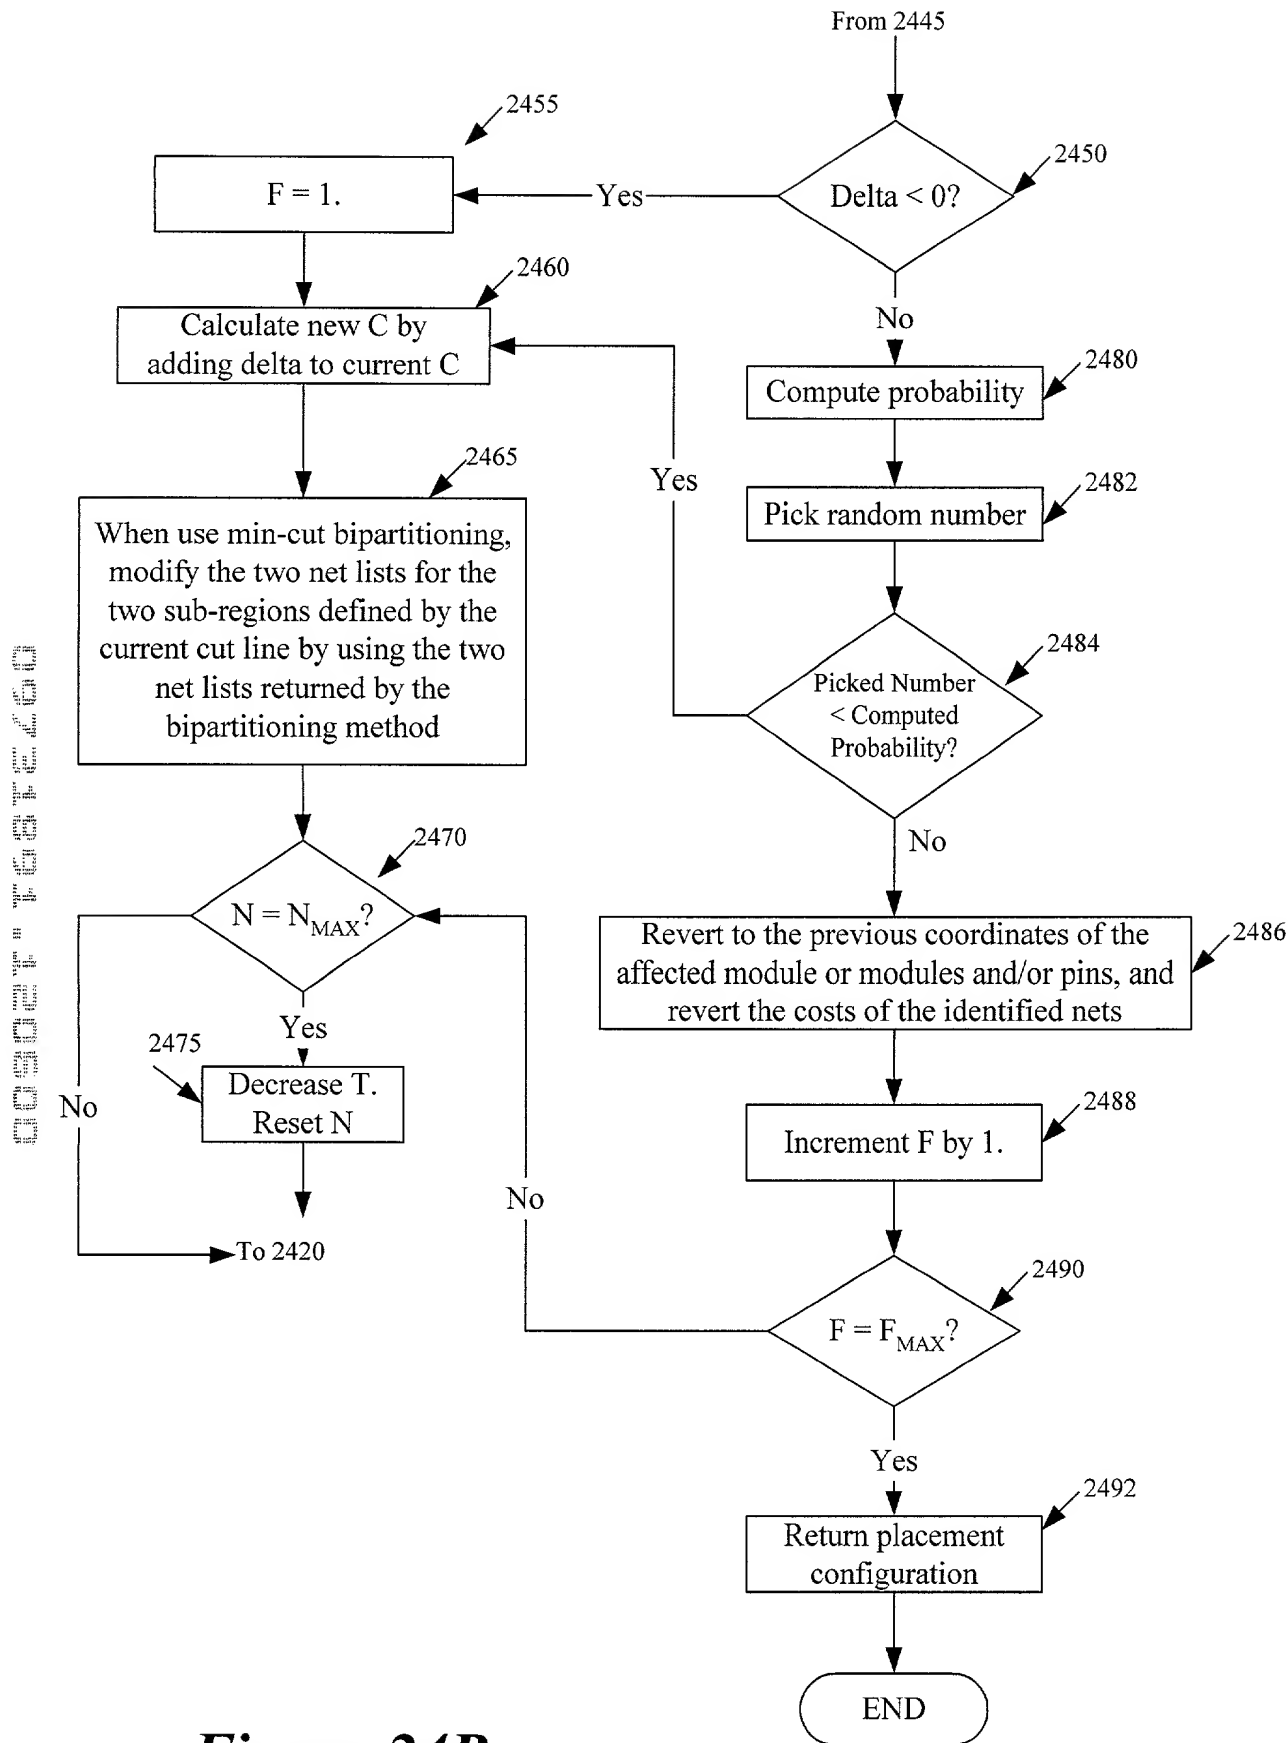 From 2445
2455
2450
F = 1.
Yes
Delta < 0?
2460
No
Calculate new C by
adding delta to current C
2480
Compute probability
2465
Yes
2482
Pick random number
When use min-cut bipartitioning,
modify the two net lists for the
two sub-regions defined by the
current cut line by using the two
net lists returned by the
bipartitioning method
2484
Picked Number
< Computed
Probability?
2470
No
N = NMAX?
2486
Revert to the previous coordinates of the
affected module or modules and/or pins, and
revert the costs of the identified nets
Yes
2475
Decrease T.
Reset N
No
2488
Increment F by 1.
No
To 2420
2490
F = FMAX?
Yes
2492
Return placement
configuration
END
Figure 24B